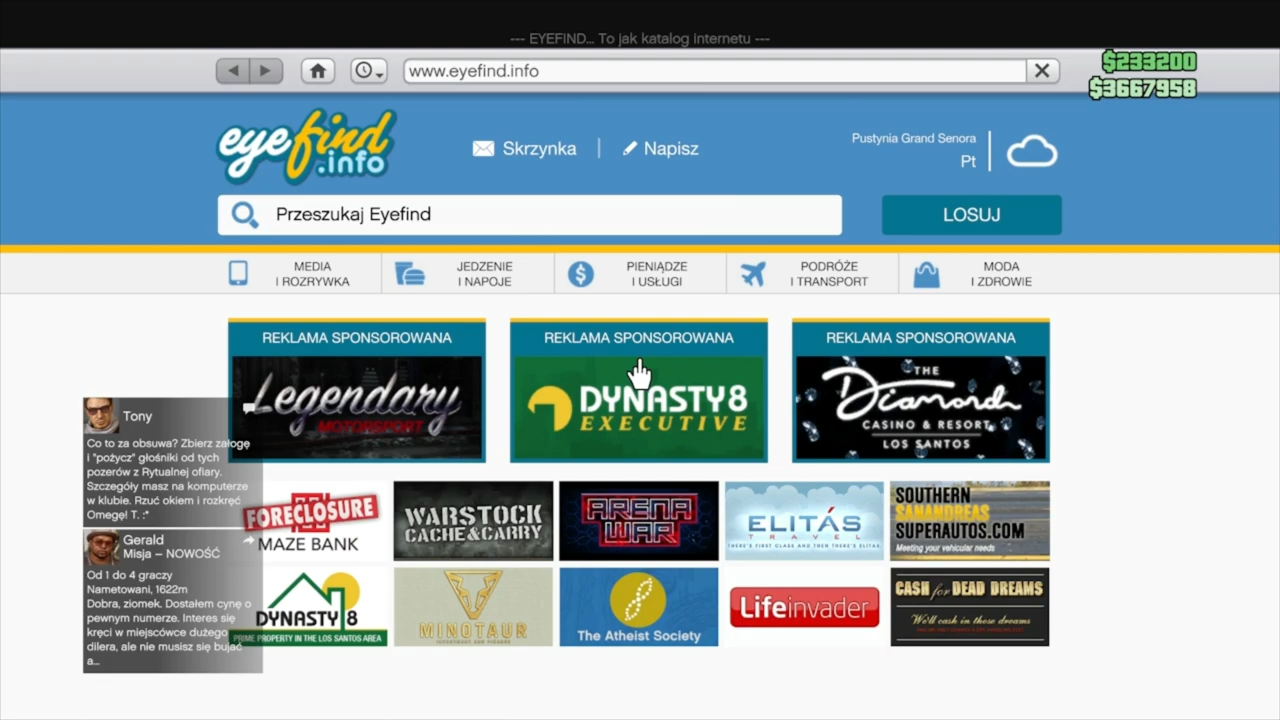 --- EYEFIND... To jak katalog internetu ---
www.eyefind.info
$233200
$3667958
eyefind
.info
Skrzynka
Napisz
Pustynia Grand Senora
Pt
Przeszukaj Eyefind
LOSUJ
MEDIA
I ROZRYWKA
JEDZENIE
I NAPOJE
PIENIĄDZE
I USŁUGI
PODRÓŻE
I TRANSPORT
MODA
I ZDROWIE
REKLAMA SPONSOROWANA
Legendary
MOTORSPORT
REKLAMA SPONSOROWANA
DYNASTY8
EXECUTIVE
REKLAMA SPONSOROWANA
THE
Diamond
CASINO & RESORT
LOS SANTOS
Tony
Co to za obsuwa? Zbierz załogę
i "pożycz" głośniki od tych
pozerów z Rytualnej ofiary.
Szczegóły masz na komputerze
w klubie. Rzuć okiem i rozkręć
Omegę! T. :*
Gerald
Misja – NOWOŚĆ
Od 1 do 4 graczy
Nametowani, 1622m
Dobra, ziomek. Dostałem cynę o
pewnym numerze. Interes się
kręci w miejscówce dużego
dilera, ale nie musisz się bujać
a...
FORECLOSURE
MAZE BANK
WARSTOCK
CACHE&CARRY
ARENA
WAR
ELITÁS
TRAVEL
THERE'S FIRST CLASS AND THEN THERE'S ELITAS
SOUTHERN
SANANDREAS
SUPERAUTOS.COM
Meeting your vehicular needs
DYNASTY 8
PRIME PROPERTY IN THE LOS SANTOS AREA
MINOTAUR
The Atheist Society
Lifeinvader
CASH for DEAD DREAMS
We'll cash in those dreams